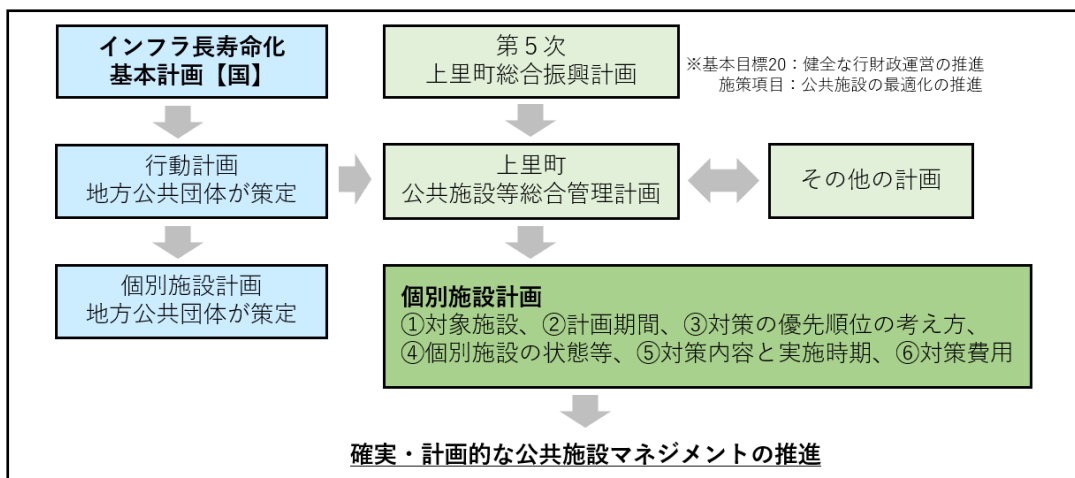 インフラ長寿命化
基本計画【国】
第５次
上里町総合振興計画
※基本目標20：健全な行財政運営の推進
施策項目：公共施設の最適化の推進
行動計画
地方公共団体が策定
上里町
公共施設等総合管理計画
その他の計画
個別施設計画
地方公共団体が策定
個別施設計画
①対象施設、②計画期間、③対策の優先順位の考え方、
④個別施設の状態等、⑤対策内容と実施時期、⑥対策費用
確実・計画的な公共施設マネジメントの推進